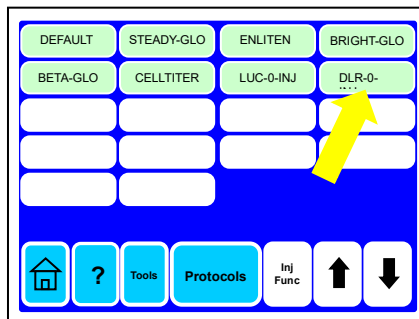 DEFAULT STEADY-GLO ENLITEN BRIGHT-GLO
BETA-GLO CELLTITER LUC-0-INJ DLR-0-
? Tools Protocols Inj
Func